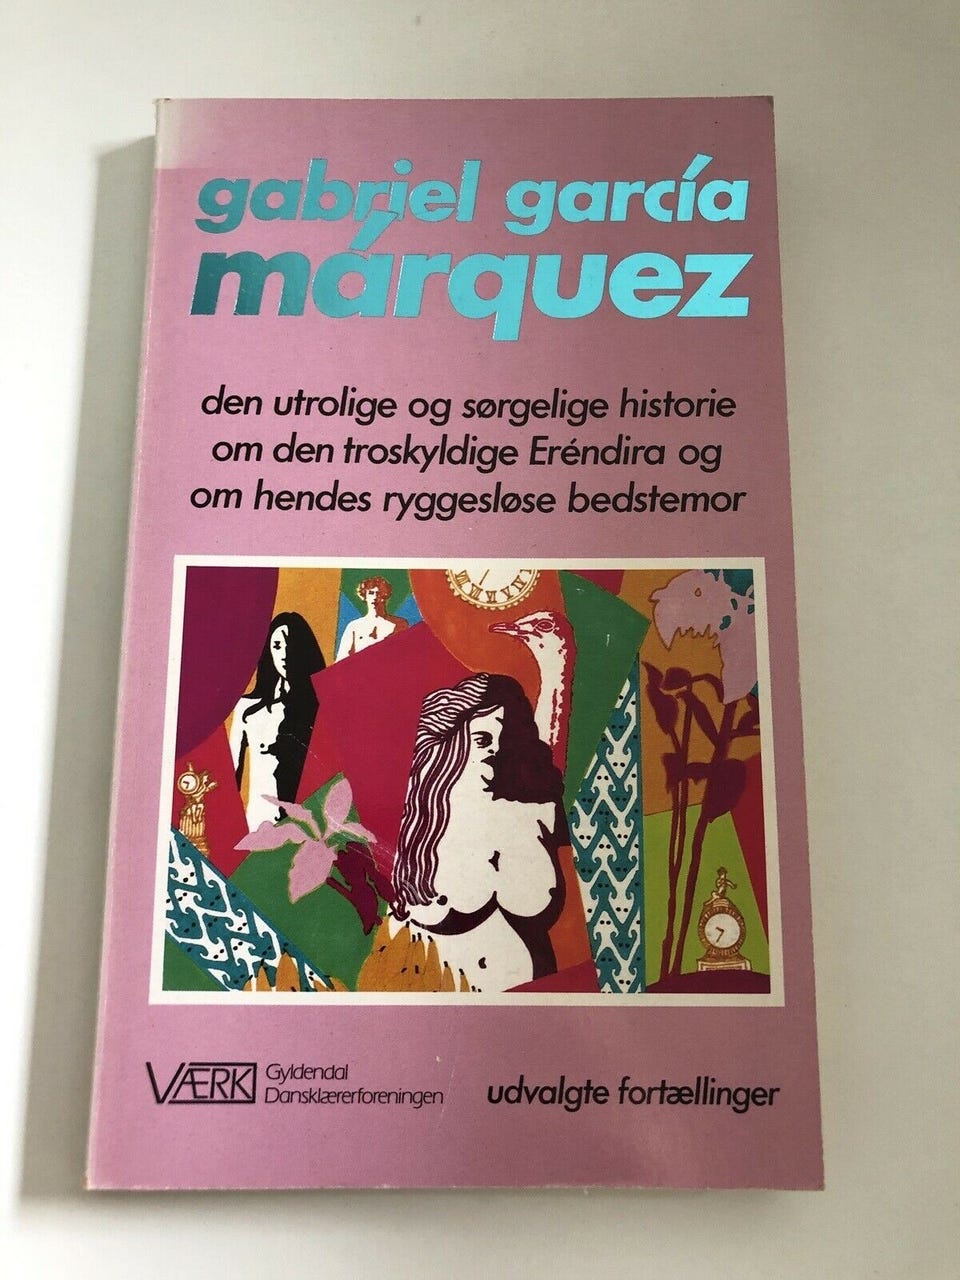 gabriel garcía
márquez
den utrolige og sørgelige historie
om den troskyldige Eréndira og
om hendes ryggesløse bedstemor
VÆRK
Gyldendal
Dansklærerforeningen
udvalgte fortællinger